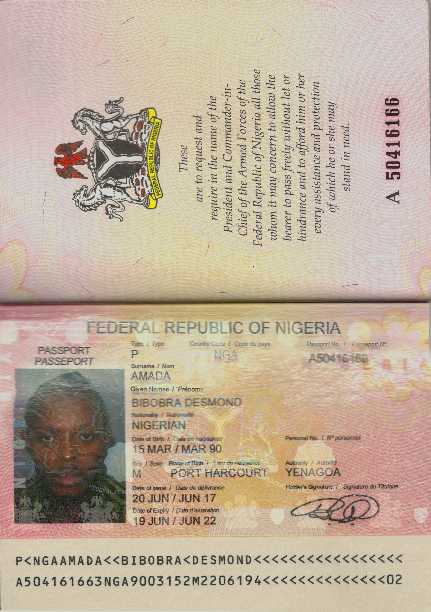 These
are to request and
require in the name of the
President and Commander-in-
Chief of the Armed Forces of the
Federal Republic of Nigeria all those
whom it may concern to allow the
bearer to pass freely without let or
hindrance and to afford him or her
every assistance and protection
of which he or she may
stand in need.
A 50416166
FEDERAL REPUBLIC OF NIGERIA
PASSPORT
PASSEPORT
Type / Type
Country Code / Code du pays
Passport No. / Passeport N°.
P
NGA
A50416166
Surname / Nom
AMADA
Given Names / Prénoms
BIBOBRA DESMOND
Nationality / Nationalité
NIGERIAN
Date of Birth / Date de naissance
Personal No. / N° personnel
15 MAR / MAR 90
Sex / Sexe
Place of Birth / Lieu de naissance
Authority / Autorité
M
PORT HARCOURT
YENAGOA
Date of issue / Date de délivrance
Holder's Signature / Signature du Titulaire
20 JUN / JUN 17
Date of Expiry / Date d'expiration
19 JUN / JUN 22
P<NGAAMADA<<BIBOBRA<DESMOND<<<<<<<<<<<<<<<<<
A504161663NGA9003152M2206194<<<<<<<<<<<<<<02